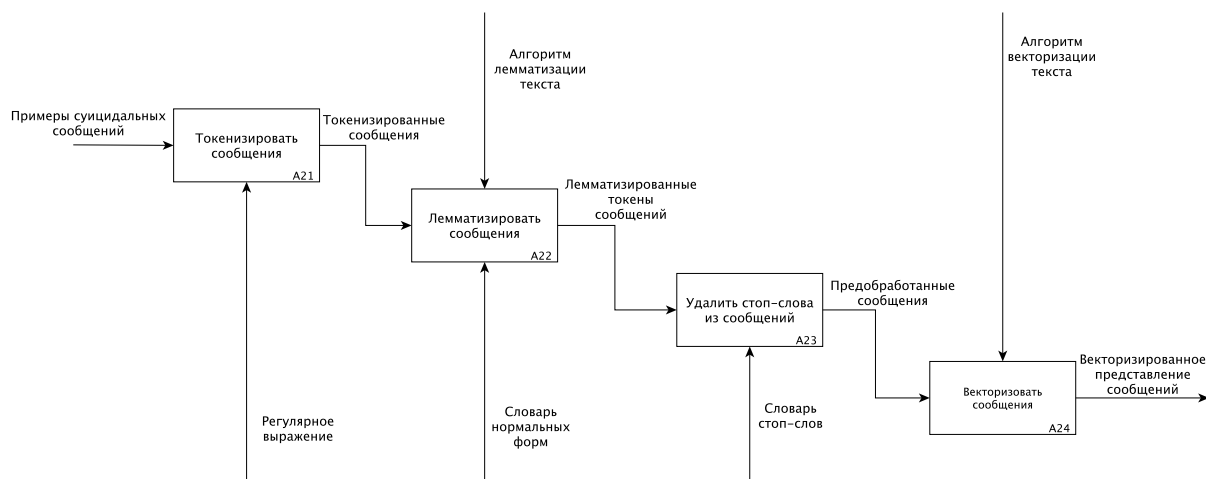 Алгоритм
лемматизации
текста
Алгоритм
векторизации
текста
Примеры суицидальных
сообщений
Токенизировать
сообщения
A21
Токенизированные
сообщения
Лемматизировать
сообщения
A22
Лемматизированные
токены
сообщений
Удалить стоп-слова
из сообщений
A23
Предобработанные
сообщения
Векторизовать
сообщения
A24
Векторизированное
представление
сообщений
Регулярное
выражение
Словарь
нормальных
форм
Словарь
стоп-слов